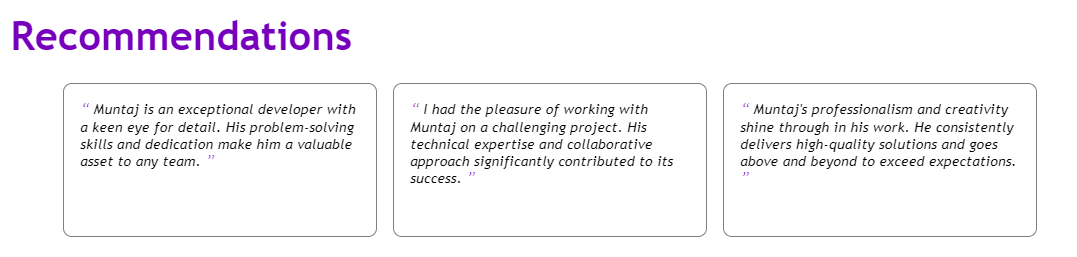 Recommendations
“ Muntaj is an exceptional developer with
a keen eye for detail. His problem-solving
skills and dedication make him a valuable
asset to any team. ”
“ I had the pleasure of working with
Muntaj on a challenging project. His
technical expertise and collaborative
approach significantly contributed to its
success. ”
“ Muntaj's professionalism and creativity
shine through in his work. He consistently
delivers high-quality solutions and goes
above and beyond to exceed expectations.
”